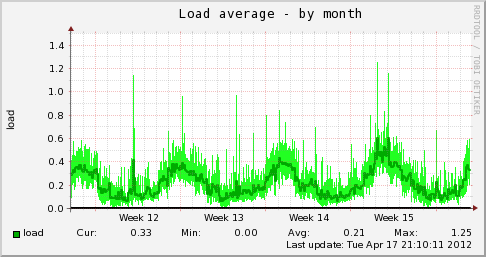 Load average - by month
RRDTOOL / TOBI OETIKER
load
1.4
1.2
1.0
0.8
0.6
0.4
0.2
0.0
Week 12 Week 13 Week 14 Week 15
load Cur: 0.33 Min: 0.00 Avg: 0.21 Max: 1.25
Last update: Tue Apr 17 21:10:11 2012